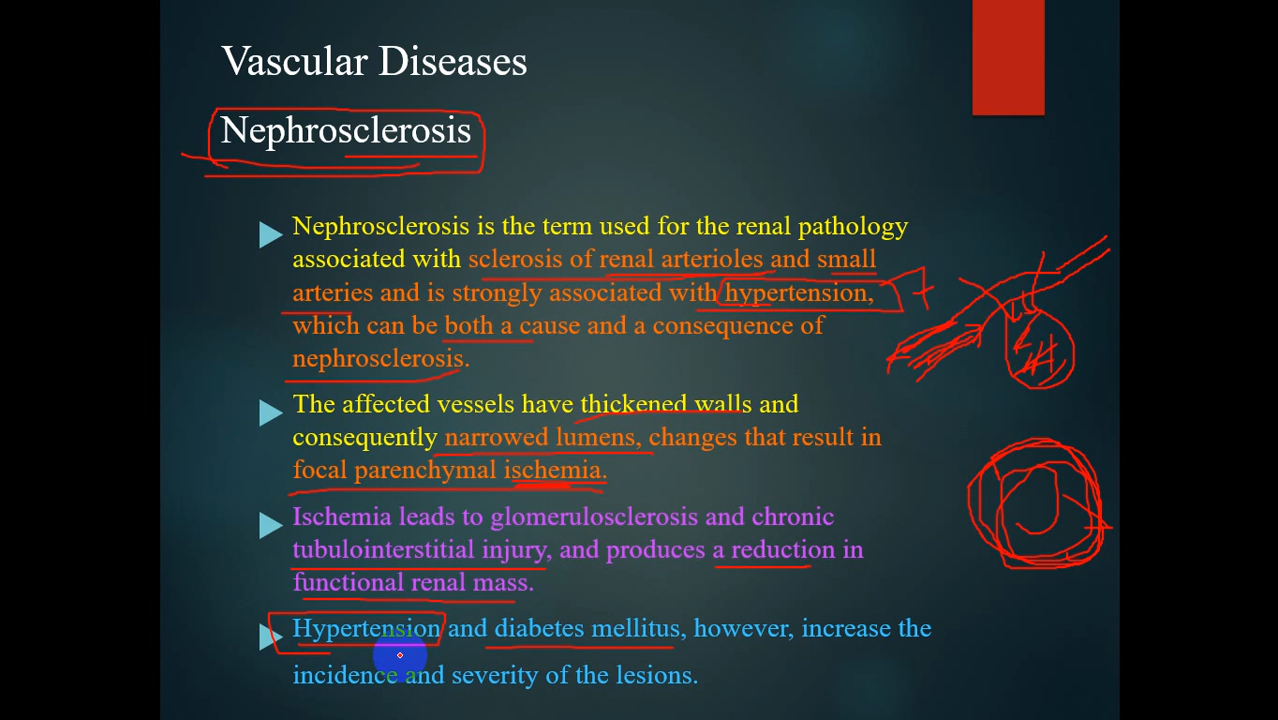 Vascular Diseases
Nephrosclerosis
Nephrosclerosis is the term used for the renal pathology
associated with sclerosis of renal arterioles and small
arteries and is strongly associated with hypertension,
which can be both a cause and a consequence of
nephrosclerosis.
The affected vessels have thickened walls and
consequently narrowed lumens, changes that result in
focal parenchymal ischemia.
Ischemia leads to glomerulosclerosis and chronic
tubulointerstitial injury, and produces a reduction in
functional renal mass.
Hypertension and diabetes mellitus, however, increase the
incidence and severity of the lesions.